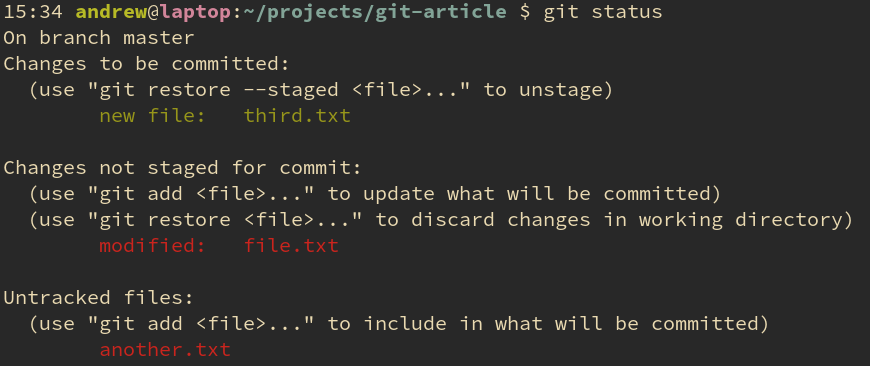 15:34 andrew@laptop:~/projects/git-article $ git status
On branch master
Changes to be committed:
  (use "git restore --staged <file>..." to unstage)
        new file:   third.txt

Changes not staged for commit:
  (use "git add <file>..." to update what will be committed)
  (use "git restore <file>..." to discard changes in working directory)
        modified:   file.txt

Untracked files:
  (use "git add <file>..." to include in what will be committed)
        another.txt